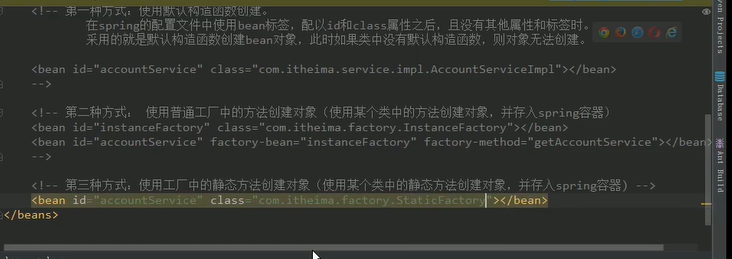 <!-- 第一种方式：使用默认构造函数创建。
在spring的配置文件中使用bean标签，配以id和class属性之后，且没有其他属性和标签时。
采用的就是默认构造函数创建bean对象，此时如果类中没有默认构造函数，则对象无法创建。
<bean id="accountService" class="com.itheima.service.impl.AccountServiceImpl"></bean>
-->
<!-- 第二种方式： 使用普通工厂中的方法创建对象（使用某个类中的方法创建对象，并存入spring容器）
<bean id="instanceFactory" class="com.itheima.factory.InstanceFactory"></bean>
<bean id="accountService" factory-bean="instanceFactory" factory-method="getAccountService"></bean>
-->
<!-- 第三种方式：使用工厂中的静态方法创建对象（使用某个类中的静态方法创建对象，并存入spring容器) -->
<bean id="accountService" class="com.itheima.factory.StaticFactory"></bean>
</beans>
ven Projects
Database
Ant Build